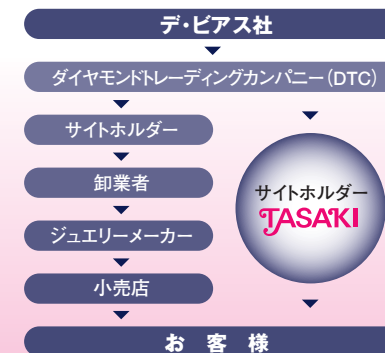 デ・ビアス社
ダイヤモンドトレーディングカンパニー(DTC)
サイトホルダー
卸業者
ジュエリーメーカー
小売店
サイトホルダー
TASAKI
お客様